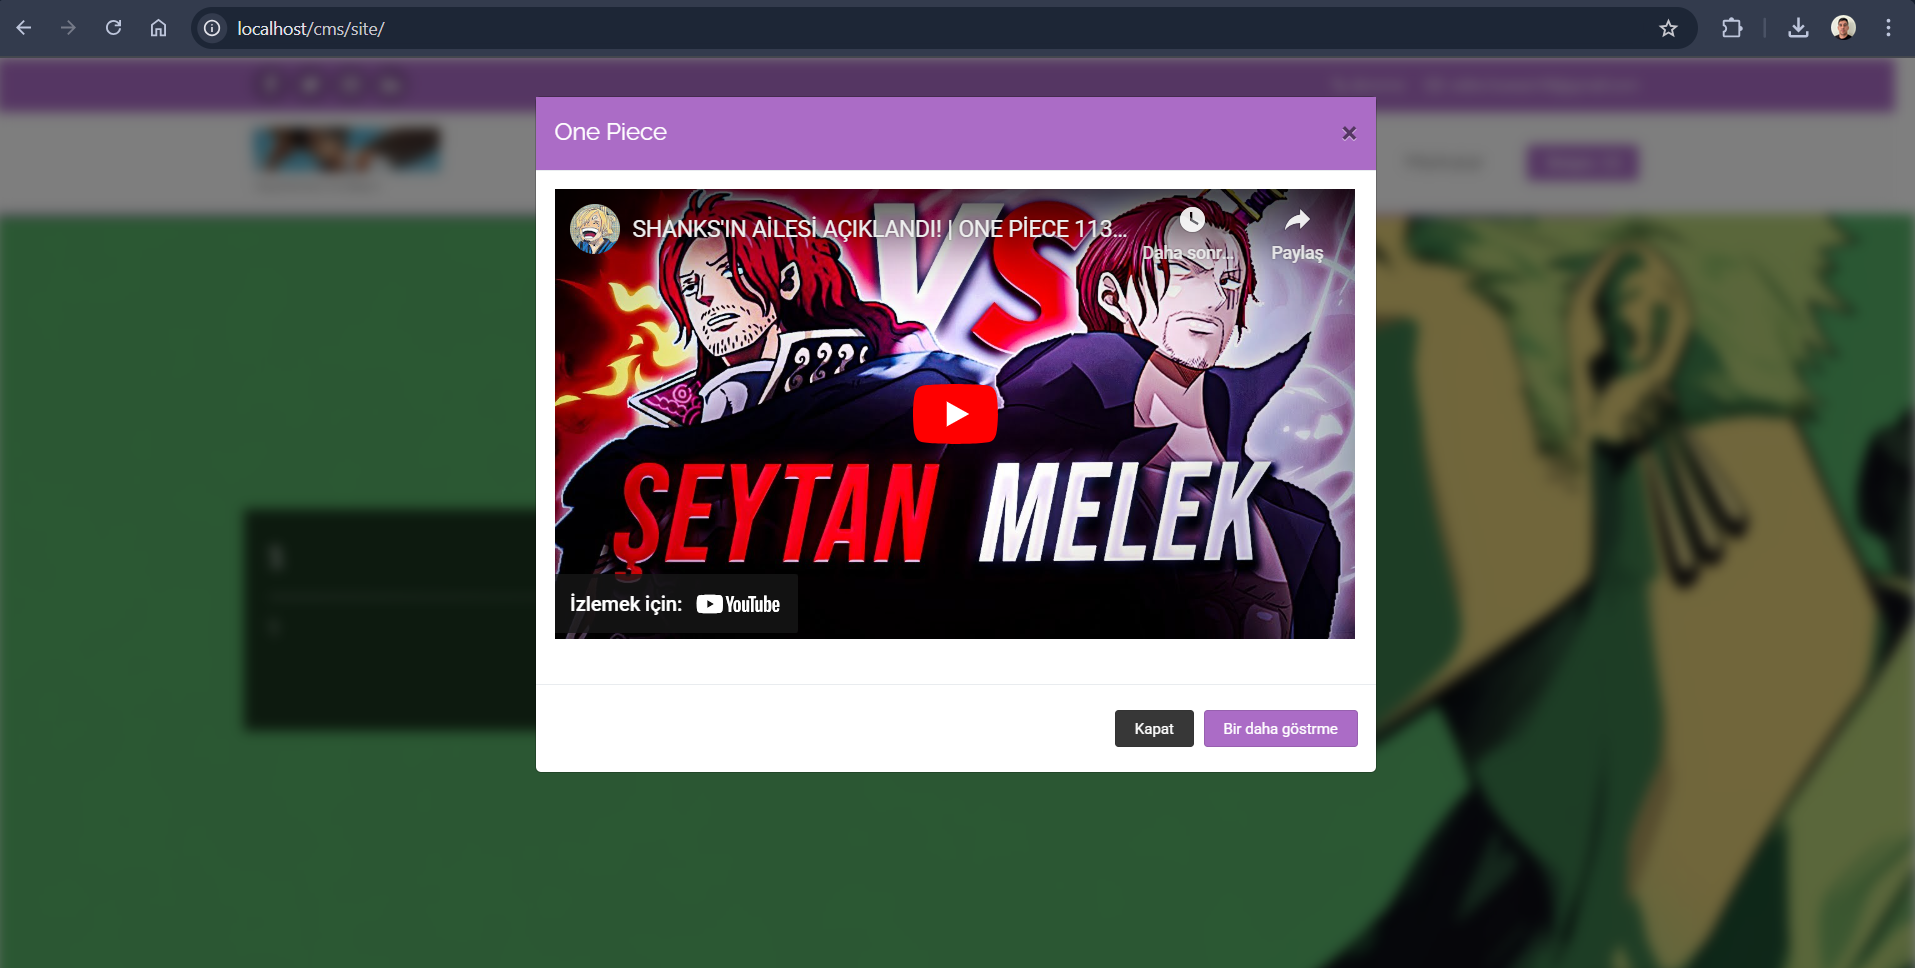 localhost/cms/site/
One Piece
×
SHANKS'IN AİLESİ AÇIKLANDI! | ONE PİECE 113...
Daha sonr...
Paylaş
VS
ŞEYTAN MELEK
İzlemek için: YouTube
Kapat
Bir daha göstrme